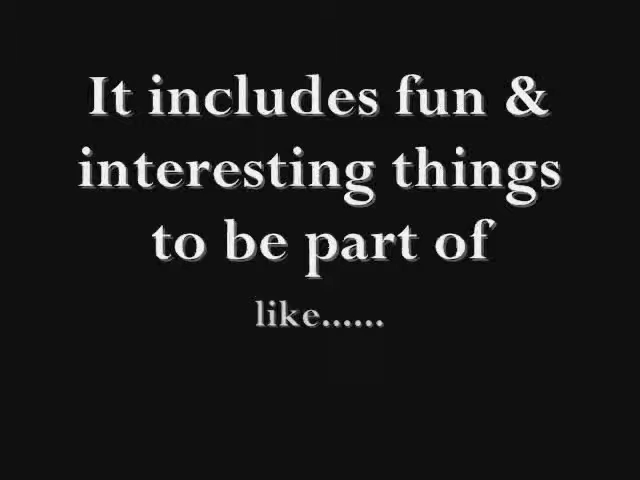 It includes fun &
interesting things
to be part of
like......